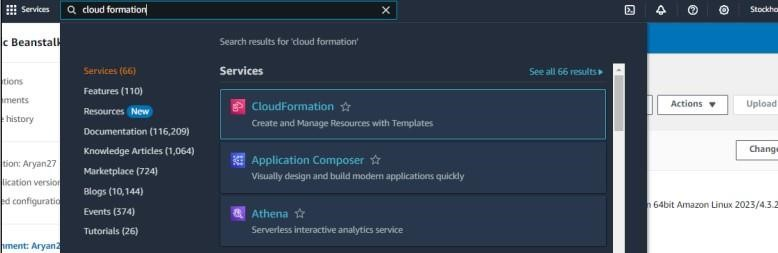 Services
cloud formation
Stockho
c Beanstalk
Search results for 'cloud formation'
Services (66)
Features (110)
Resources New
Documentation (116,209)
Knowledge Articles (1,064)
Marketplace (724)
Blogs (10,144)
Events (374)
Tutorials (26)
Services
See all 66 results
CloudFormation
Create and Manage Resources with Templates
Application Composer
Visually design and build modern applications quickly
Athena
Serverless interactive analytics service
ations
nments
e history
tion: Aryan27
lication version
ed configuratio
nment: Aryan2
Actions
Upload
Change
n 64bit Amazon Linux 2023/4.3.2